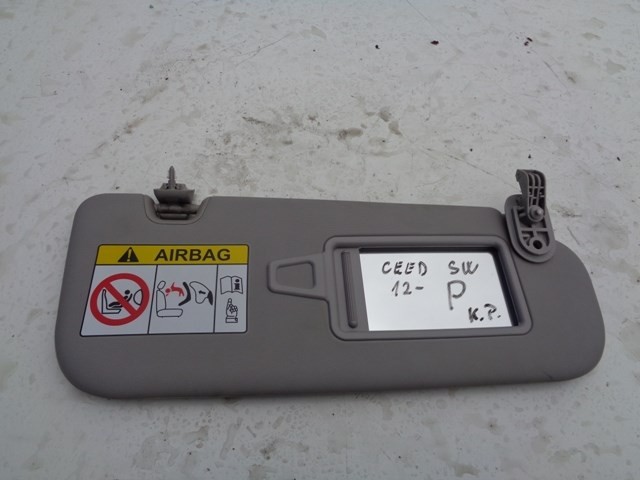 AIRBAG
CEED SW
12- P
K.P.